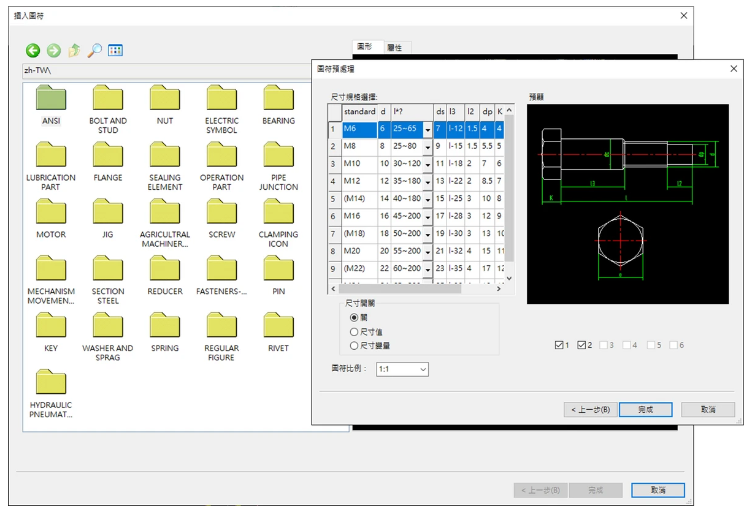 插入圖符
zh-TW\
圖形 屬性
ANSI
BOLT AND
STUD
NUT
ELECTRIC
SYMBOL
BEARING
LUBRICATION
PART
FLANGE
SEALING
ELEMENT
OPERATION
PART
PIPE
JUNCTION
MOTOR
JIG
AGRICULTRAL
MACHINER...
SCREW
CLAMPING
ICON
MECHANISM
MOVEMEN...
SECTION
STEEL
REDUCER
FASTENERS-...
PIN
KEY
WASHER AND
SPRAG
SPRING
REGULAR
FIGURE
RIVET
HYDRAULIC
PNEUMAT...
< 上一步(B) 完成 取消
圖符預處理
尺寸規格選擇:
standard d l*? ds l3 l2 dp K
1 M6 6 25~65 7 l-12 1.5 4 4
2 M8 8 25~80 9 l-15 1.5 5.5 5
3 M10 10 30~120 11 l-18 2 7 6
4 M12 12 35~180 13 l-22 2 8.5 7
5 (M14) 14 40~180 15 l-25 3 10 8
6 M16 16 45~200 17 l-28 3 12 9
7 (M18) 18 50~200 19 l-30 3 13 10
8 M20 20 55~200 21 l-32 4 15 11
9 (M22) 22 60~200 23 l-35 4 17 12
尺寸開關
關
尺寸值
尺寸變量
圖符比例： 1:1
預顯
K l3 l l2
1 2 3 4 5 6
< 上一步(B) 完成 取消